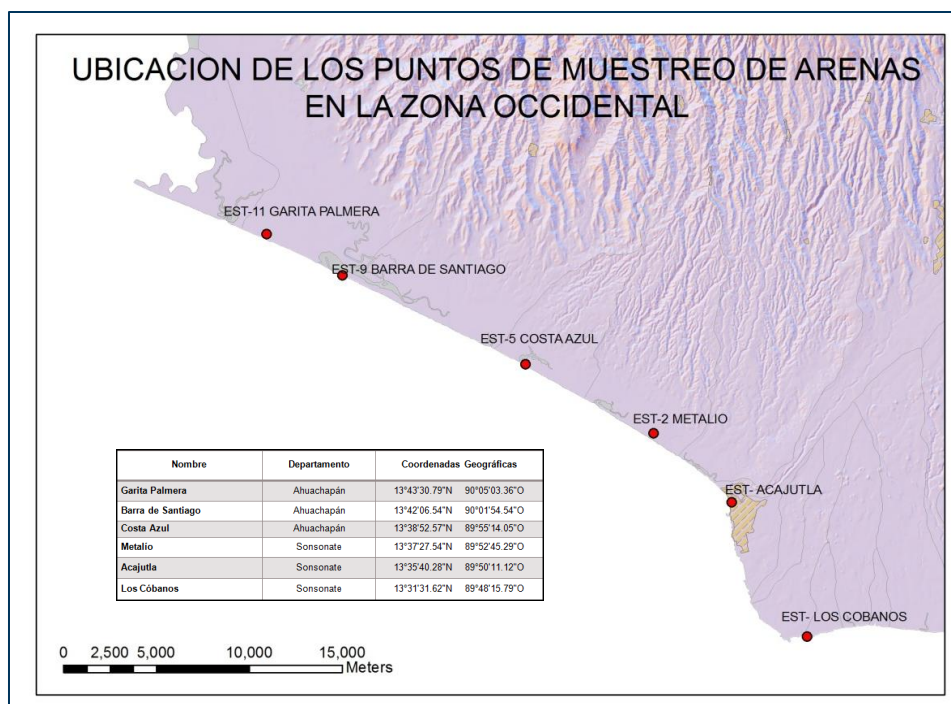 UBICACION DE LOS PUNTOS DE MUESTREO DE ARENAS
EN LA ZONA OCCIDENTAL
EST-11 GARITA PALMERA
EST-9 BARRA DE SANTIAGO
EST-5 COSTA AZUL
EST-2 METALIO
EST- ACAJUTLA
EST- LOS COBANOS
Nombre Departamento Coordenadas Geográficas
Garita Palmera Ahuachapán 13°43'30.79"N 90°05'03.36"O
Barra de Santiago Ahuachapán 13°42'06.54"N 90°01'54.54"O
Costa Azul Ahuachapán 13°38'52.57"N 89°55'14.05"O
Metalio Sonsonate 13°37'27.54"N 89°52'45.29"O
Acajutla Sonsonate 13°35'40.28"N 89°50'11.12"O
Los Cóbanos Sonsonate 13°31'31.62"N 89°48'15.79"O
0 2,500 5,000 10,000 15,000
Meters